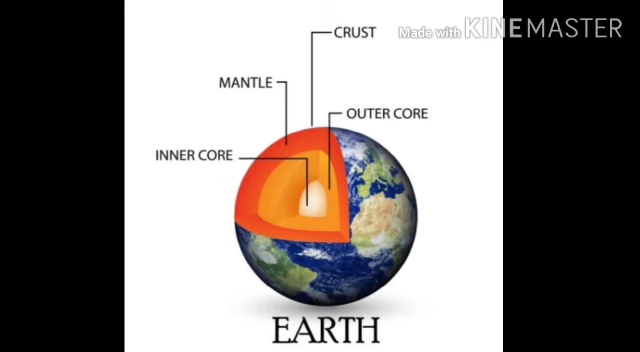 CRUST
Made with KINEMASTER
MANTLE
OUTER CORE
INNER CORE
EARTH